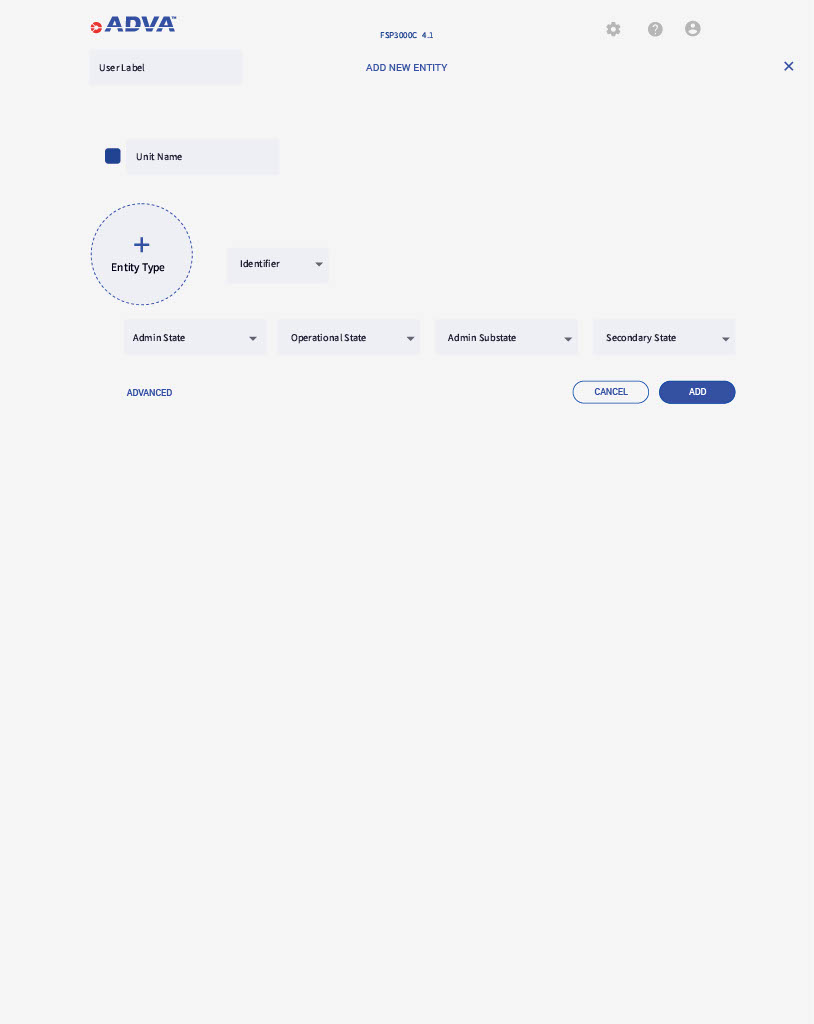 ADVA™
FSP3000C 4.1
User Label
ADD NEW ENTITY
Unit Name
Entity Type
Identifier
Admin State
Operational State
Admin Substate
Secondary State
ADVANCED
CANCEL
ADD